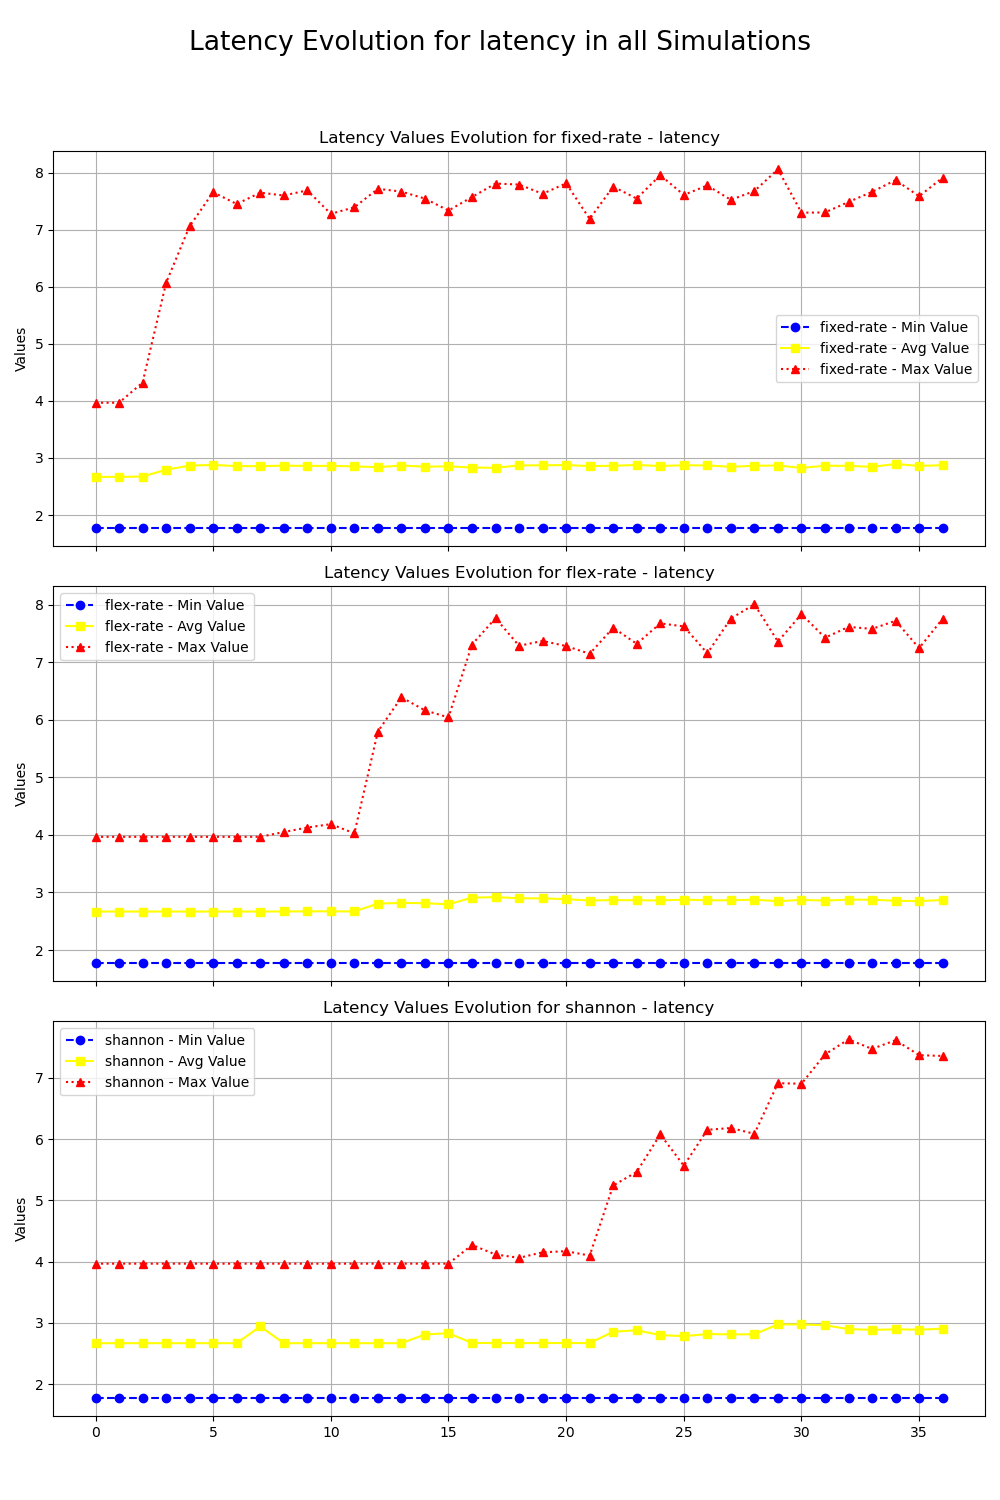 Latency Evolution for latency in all Simulations
Latency Values Evolution for fixed-rate - latency
8
7
6
5
4
3
2
Values
fixed-rate - Min Value
fixed-rate - Avg Value
fixed-rate - Max Value
Latency Values Evolution for flex-rate - latency
8
7
6
5
4
3
2
Values
flex-rate - Min Value
flex-rate - Avg Value
flex-rate - Max Value
Latency Values Evolution for shannon - latency
7
6
5
4
3
2
Values
shannon - Min Value
shannon - Avg Value
shannon - Max Value
0 5 10 15 20 25 30 35